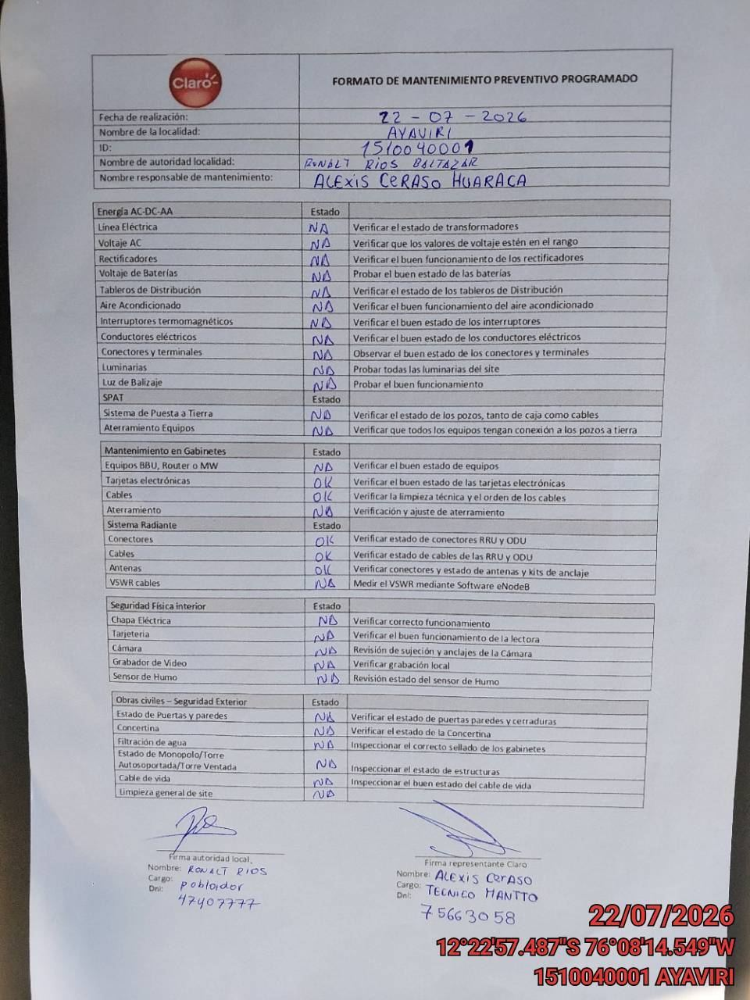 Claro
FORMATO DE MANTENIMIENTO PREVENTIVO PROGRAMADO
Fecha de realización: 22 - 07 - 2026
Nombre de la localidad: AYAVIRI
ID: 1510040001
Nombre de autoridad localidad: RONALT RIOS BALTAZAR
Nombre responsable de mantenimiento: ALEXIS CERASO HUARACA
Energía AC-DC-AA Estado
Línea Eléctrica NA Verificar el estado de transformadores
Voltaje AC NA Verificar que los valores de voltaje estén en el rango
Rectificadores NA Verificar el buen funcionamiento de los rectificadores
Voltaje de Baterías NA Probar el buen estado de las baterías
Tableros de Distribución NA Verificar el estado de los tableros de Distribución
Aire Acondicionado NA Verificar el buen funcionamiento del aire acondicionado
Interruptores termomagnéticos NA Verificar el buen estado de los interruptores
Conductores eléctricos NA Verificar el buen estado de los conductores eléctricos
Conectores y terminales NA Observar el buen estado de los conectores y terminales
Luminarias NA Probar todas las luminarias del site
Luz de Balizaje NA Probar el buen funcionamiento
SPAT Estado
Sistema de Puesta a Tierra NA Verificar el estado de los pozos, tanto de caja como cables
Aterramiento Equipos NA Verificar que todos los equipos tengan conexión a los pozos a tierra
Mantenimiento en Gabinetes Estado
Equipos BBU, Router o MW NA Verificar el buen estado de equipos
Tarjetas electrónicas OK Verificar el buen estado de las tarjetas electrónicas
Cables OK Verificar la limpieza técnica y el orden de los cables
Aterramiento NA Verificación y ajuste de aterramiento
Sistema Radiante Estado
Conectores OK Verificar estado de conectores RRU y ODU
Cables OK Verificar estado de cables de las RRU y ODU
Antenas OK Verificar conectores y estado de antenas y kits de anclaje
VSWR cables NA Medir el VSWR mediante Software eNodeB
Seguridad Física interior Estado
Chapa Eléctrica NA Verificar correcto funcionamiento
Tarjeteria NA Verificar el buen funcionamiento de la lectora
Cámara NA Revisión de sujeción y anclajes de la Cámara
Grabador de Video NA Verificar grabación local
Sensor de Humo NA Revisión estado del sensor de Humo
Obras civiles – Seguridad Exterior Estado
Estado de Puertas y paredes NA Verificar el estado de puertas paredes y cerraduras
Concertina NA Verificar el estado de la Concertina
Filtración de agua NA Inspeccionar el correcto sellado de los gabinetes
Estado de Monopolo/Torre
Autosoportada/Torre Ventada NA Inspeccionar el estado de estructuras
Cable de vida NA Inspeccionar el buen estado del cable de vida
Limpieza general de site NA
Firma autoridad local
Nombre: RONALT RIOS
Cargo: Poblador
Dni: 47407777
Firma representante Claro
Nombre: ALEXIS CERASO
Cargo: TECNICO MANTTO
Dni: 75663058
22/07/2026
12°22'57.487"S 76°08'14.549"W
1510040001 AYAVIRI